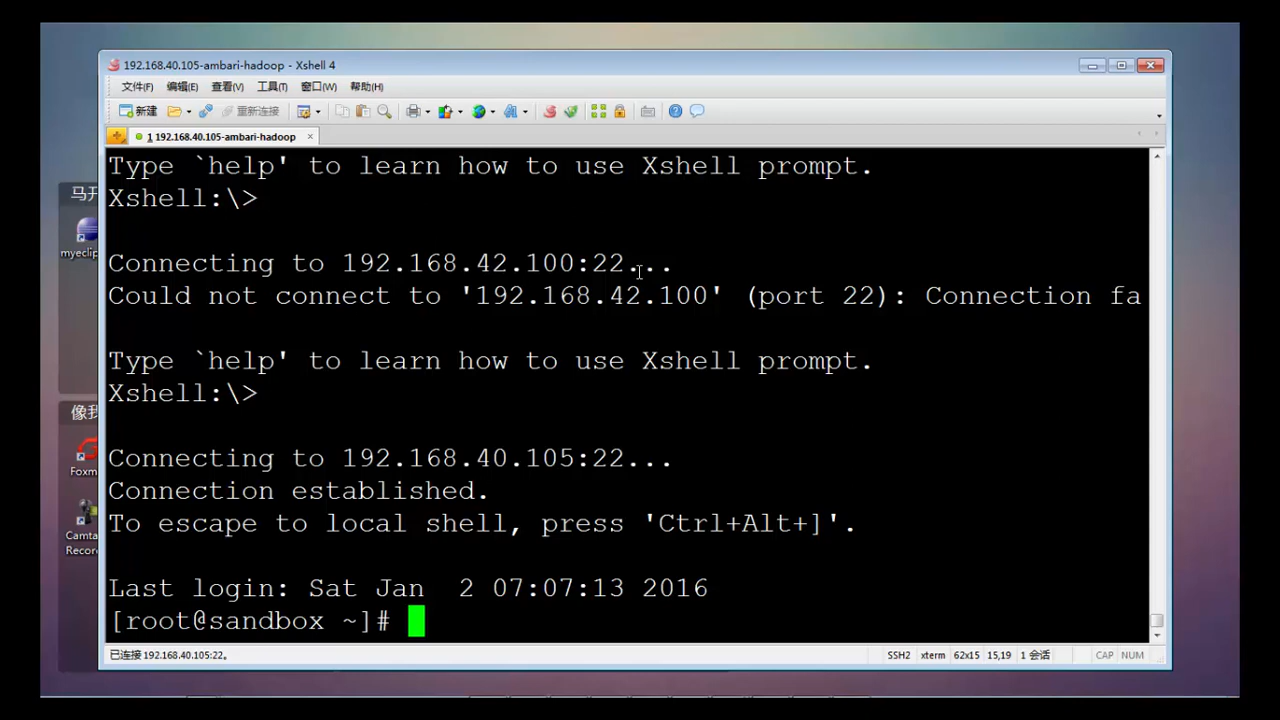 192.168.40.105-ambari-hadoop - Xshell 4
文件(F) 编辑(E) 查看(V) 工具(T) 窗口(W) 帮助(H)
新建 重新连接
1 192.168.40.105-ambari-hadoop
Type `help' to learn how to use Xshell prompt.
Xshell:\>
Connecting to 192.168.42.100:22...
Could not connect to '192.168.42.100' (port 22): Connection fa
Type `help' to learn how to use Xshell prompt.
Xshell:\>
Connecting to 192.168.40.105:22...
Connection established.
To escape to local shell, press 'Ctrl+Alt+]'.
Last login: Sat Jan  2 07:07:13 2016
[root@sandbox ~]#
已连接 192.168.40.105:22。 SSH2 xterm 62x15 15,19 1 会话 CAP NUM
马开
myeclip
像我
Foxm
Camta
Record